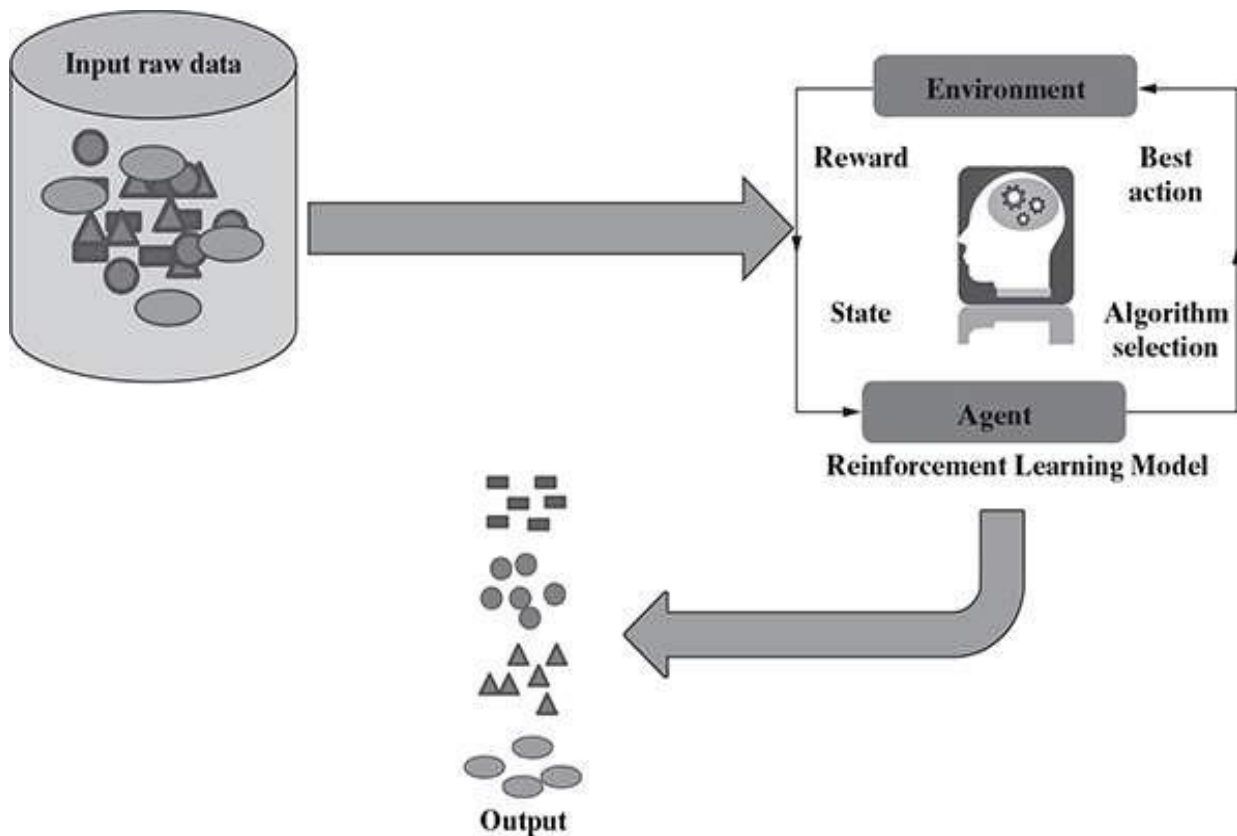 Input raw data
Environment
Reward
Best
action
State
Algorithm
selection
Agent
Reinforcement Learning Model
Output